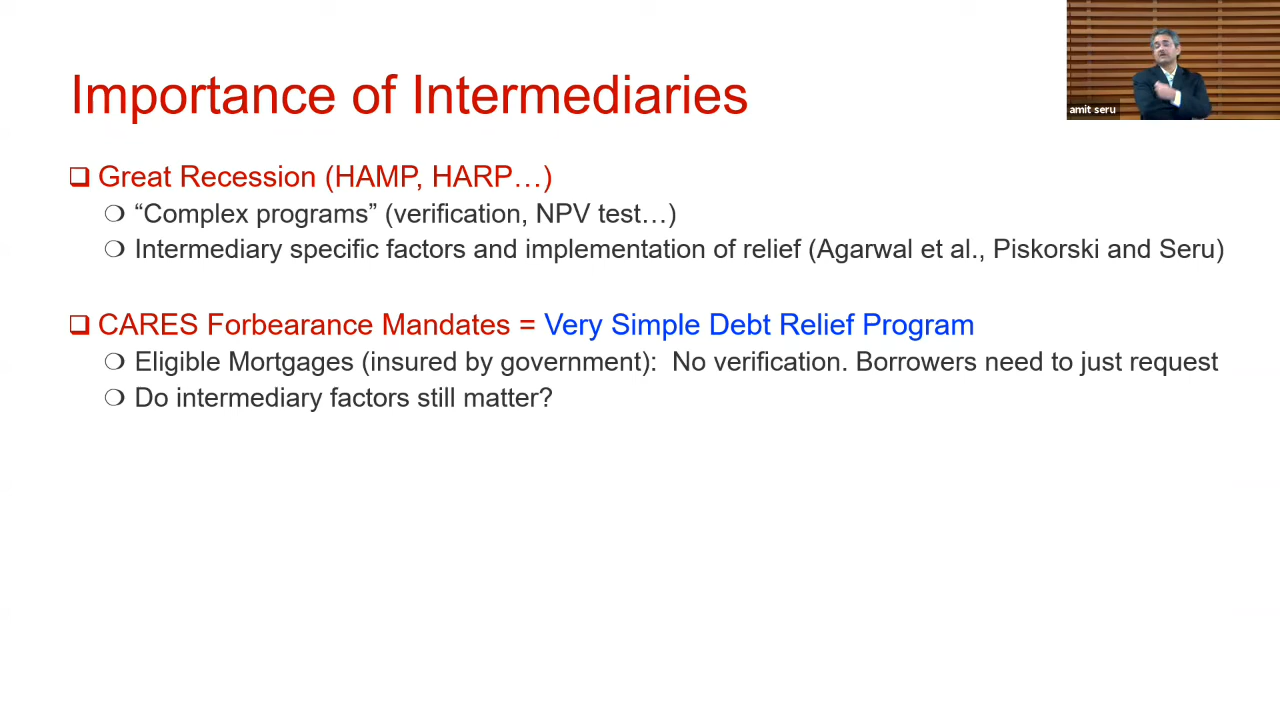 Importance of Intermediaries
amit seru
Great Recession (HAMP, HARP…)
“Complex programs” (verification, NPV test…)
Intermediary specific factors and implementation of relief (Agarwal et al., Piskorski and Seru)
CARES Forbearance Mandates = Very Simple Debt Relief Program
Eligible Mortgages (insured by government):  No verification. Borrowers need to just request
Do intermediary factors still matter?